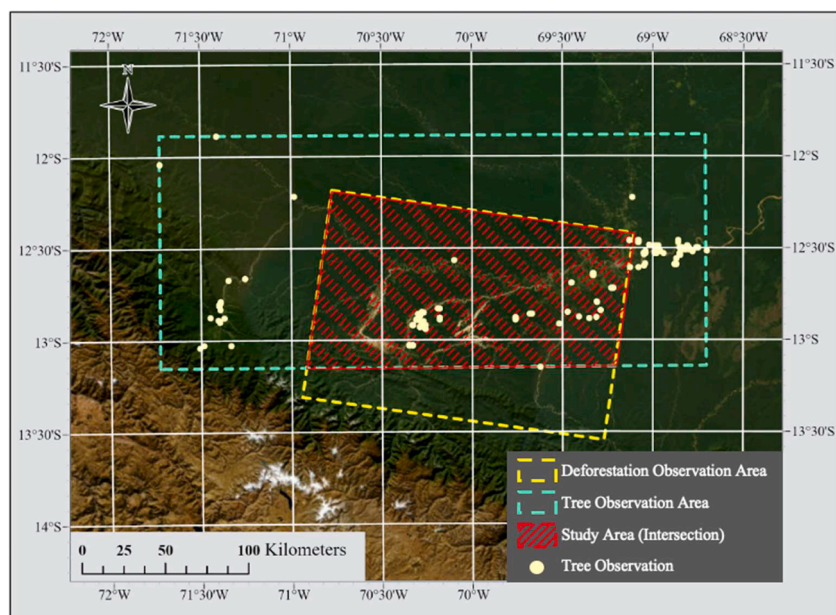 72°W 71°30'W 71°W 70°30'W 70°W 69°30'W 69°W 68°30'W
11°30'S 11°30'S
N
12°S 12°S
12°30'S 12°30'S
13°S 13°S
13°30'S 13°30'S
Deforestation Observation Area
Tree Observation Area
14°S
Study Area (Intersection)
0 25 50 100 Kilometers
Tree Observation
72°W 71°30'W 71°W 70°30'W 70°W